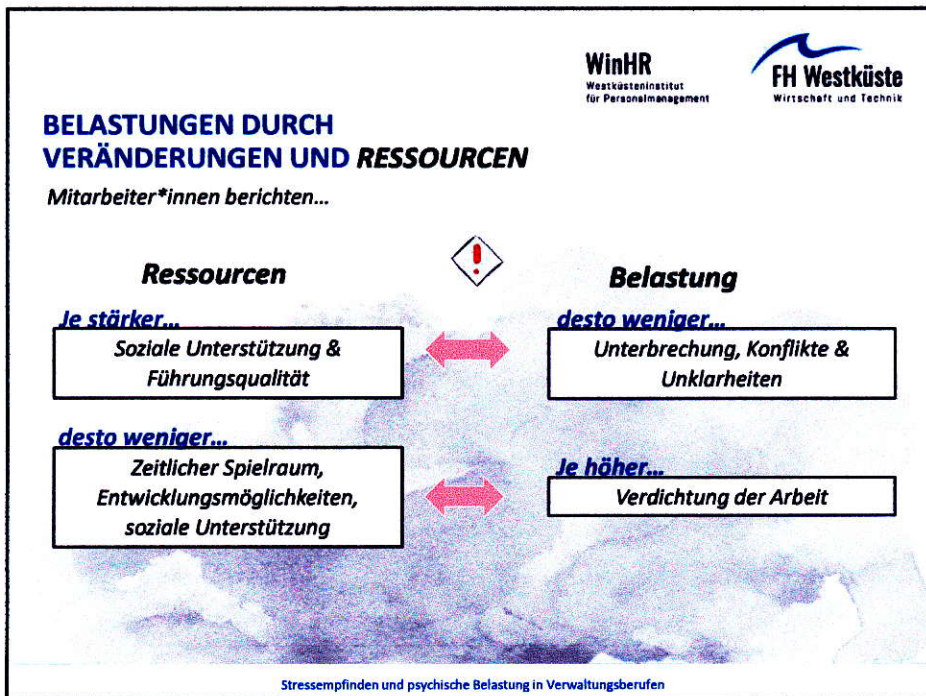 WinHR
Westküsteninstitut
für Personalmanagement
FH Westküste
Wirtschaft und Technik
BELASTUNGEN DURCH
VERÄNDERUNGEN UND RESSOURCEN
Mitarbeiter*innen berichten...
!
Ressourcen
Belastung
Je stärker...
desto weniger...
Soziale Unterstützung &
Führungsqualität
Unterbrechung, Konflikte &
Unklarheiten
desto weniger...
Je höher...
Zeitlicher Spielraum,
Entwicklungsmöglichkeiten,
soziale Unterstützung
Verdichtung der Arbeit
Stressempfinden und psychische Belastung in Verwaltungsberufen